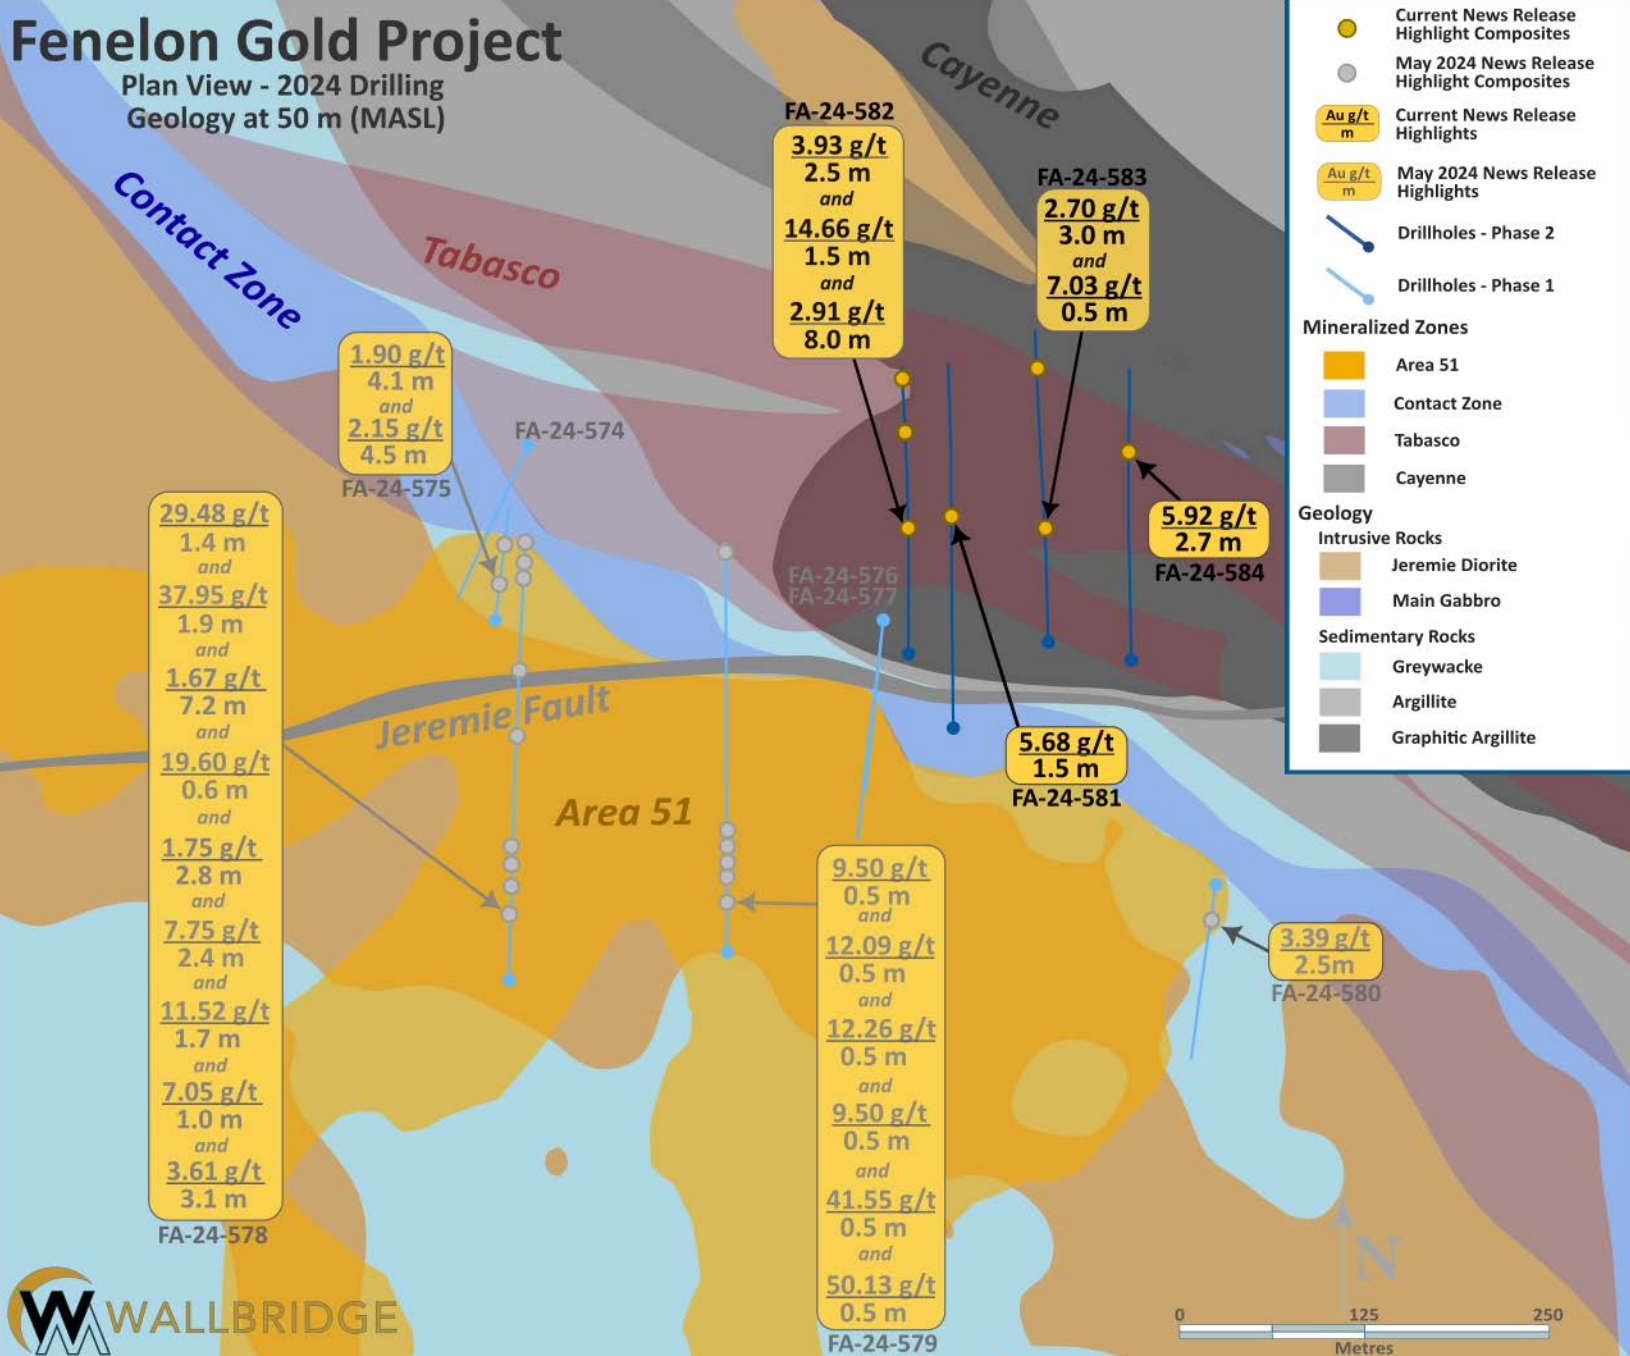 Fenelon Gold Project
Plan View - 2024 Drilling
Geology at 50 m (MASL)
Contact Zone
Tabasco
Cayenne
FA-24-582
3.93 g/t
2.5 m
and
14.66 g/t
1.5 m
and
2.91 g/t
8.0 m
FA-24-583
2.70 g/t
3.0 m
and
7.03 g/t
0.5 m
1.90 g/t
4.1 m
and
2.15 g/t
4.5 m
FA-24-575
FA-24-574
FA-24-576
FA-24-577
5.92 g/t
2.7 m
FA-24-584
5.68 g/t
1.5 m
FA-24-581
Jeremie Fault
Area 51
29.48 g/t
1.4 m
and
37.95 g/t
1.9 m
and
1.67 g/t
7.2 m
and
19.60 g/t
0.6 m
and
1.75 g/t
2.8 m
and
7.75 g/t
2.4 m
and
11.52 g/t
1.7 m
and
7.05 g/t
1.0 m
and
3.61 g/t
3.1 m
FA-24-578
9.50 g/t
0.5 m
and
12.09 g/t
0.5 m
and
12.26 g/t
0.5 m
and
9.50 g/t
0.5 m
and
41.55 g/t
0.5 m
and
50.13 g/t
0.5 m
FA-24-579
3.39 g/t
2.5m
FA-24-580
Current News Release
Highlight Composites
May 2024 News Release
Highlight Composites
Au g/t
m
Current News Release
Highlights
Au g/t
m
May 2024 News Release
Highlights
Drillholes - Phase 2
Drillholes - Phase 1
Mineralized Zones
Area 51
Contact Zone
Tabasco
Cayenne
Geology
Intrusive Rocks
Jeremie Diorite
Main Gabbro
Sedimentary Rocks
Greywacke
Argillite
Graphitic Argillite
N
0 125 250
Metres
WALLBRIDGE